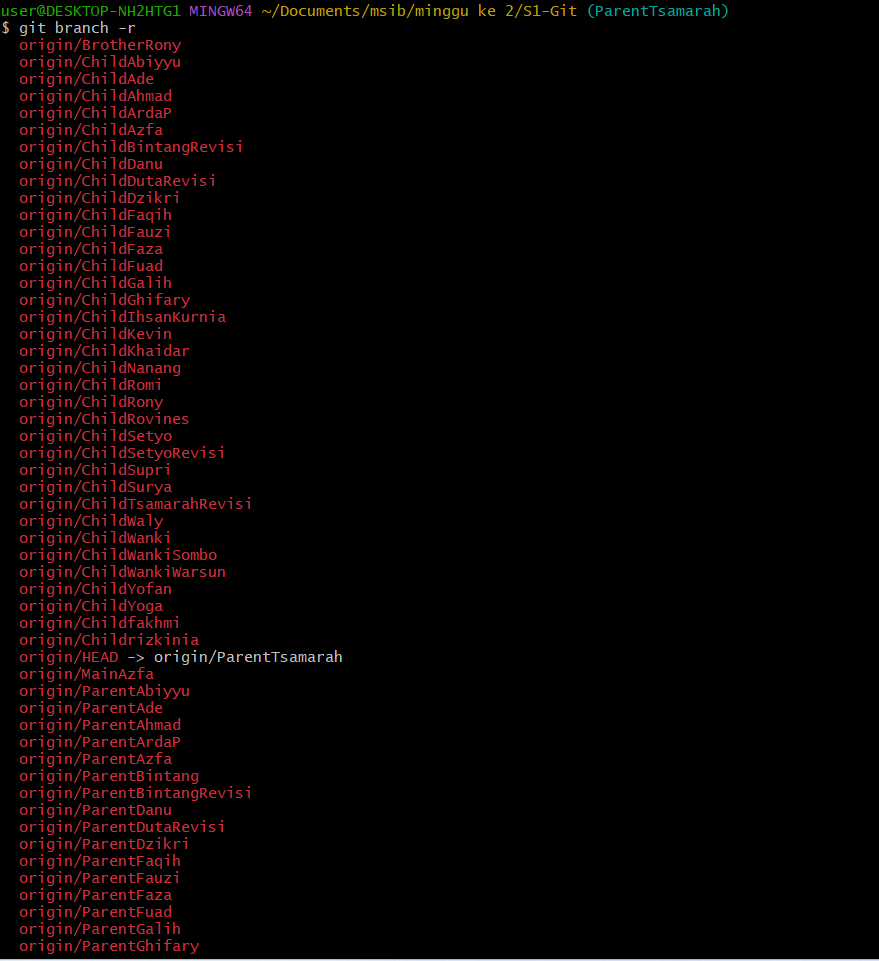 user@DESKTOP-NH2HTG1 MINGW64 ~/Documents/msib/minggu ke 2/S1-Git (ParentTsamarah)
$ git branch -r
origin/BrotherRony
origin/ChildAbiyyu
origin/ChildAde
origin/ChildAhmad
origin/ChildArdaP
origin/ChildAzfa
origin/ChildBintangRevisi
origin/ChildDanu
origin/ChildDutaRevisi
origin/ChildDzikri
origin/ChildFaqih
origin/ChildFauzi
origin/ChildFaza
origin/ChildFuad
origin/ChildGalih
origin/ChildGhifary
origin/ChildIhsanKurnia
origin/ChildKevin
origin/ChildKhaidar
origin/ChildNanang
origin/ChildRomi
origin/ChildRony
origin/ChildRovines
origin/ChildSetyo
origin/ChildSetyoRevisi
origin/ChildSupri
origin/ChildSurya
origin/ChildTsamarahRevisi
origin/ChildWaly
origin/ChildWanki
origin/ChildWankiSombo
origin/ChildWankiWarsun
origin/ChildYofan
origin/ChildYoga
origin/Childfakhmi
origin/Childrizkinia
origin/HEAD -> origin/ParentTsamarah
origin/MainAzfa
origin/ParentAbiyyu
origin/ParentAde
origin/ParentAhmad
origin/ParentArdaP
origin/ParentAzfa
origin/ParentBintang
origin/ParentBintangRevisi
origin/ParentDanu
origin/ParentDutaRevisi
origin/ParentDzikri
origin/ParentFaqih
origin/ParentFauzi
origin/ParentFaza
origin/ParentFuad
origin/ParentGalih
origin/ParentGhifary